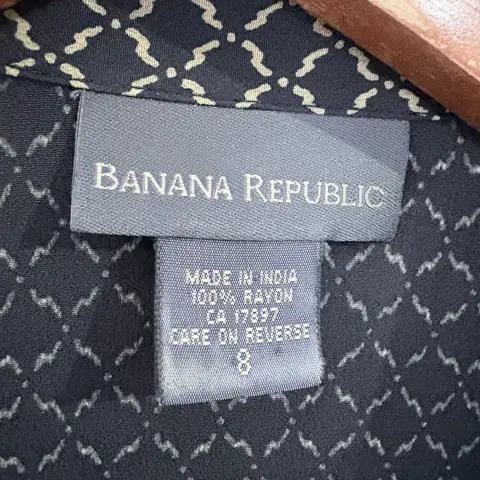 BANANA REPUBLIC
MADE IN INDIA
100% RAYON
CA 17897
CARE ON REVERSE
8